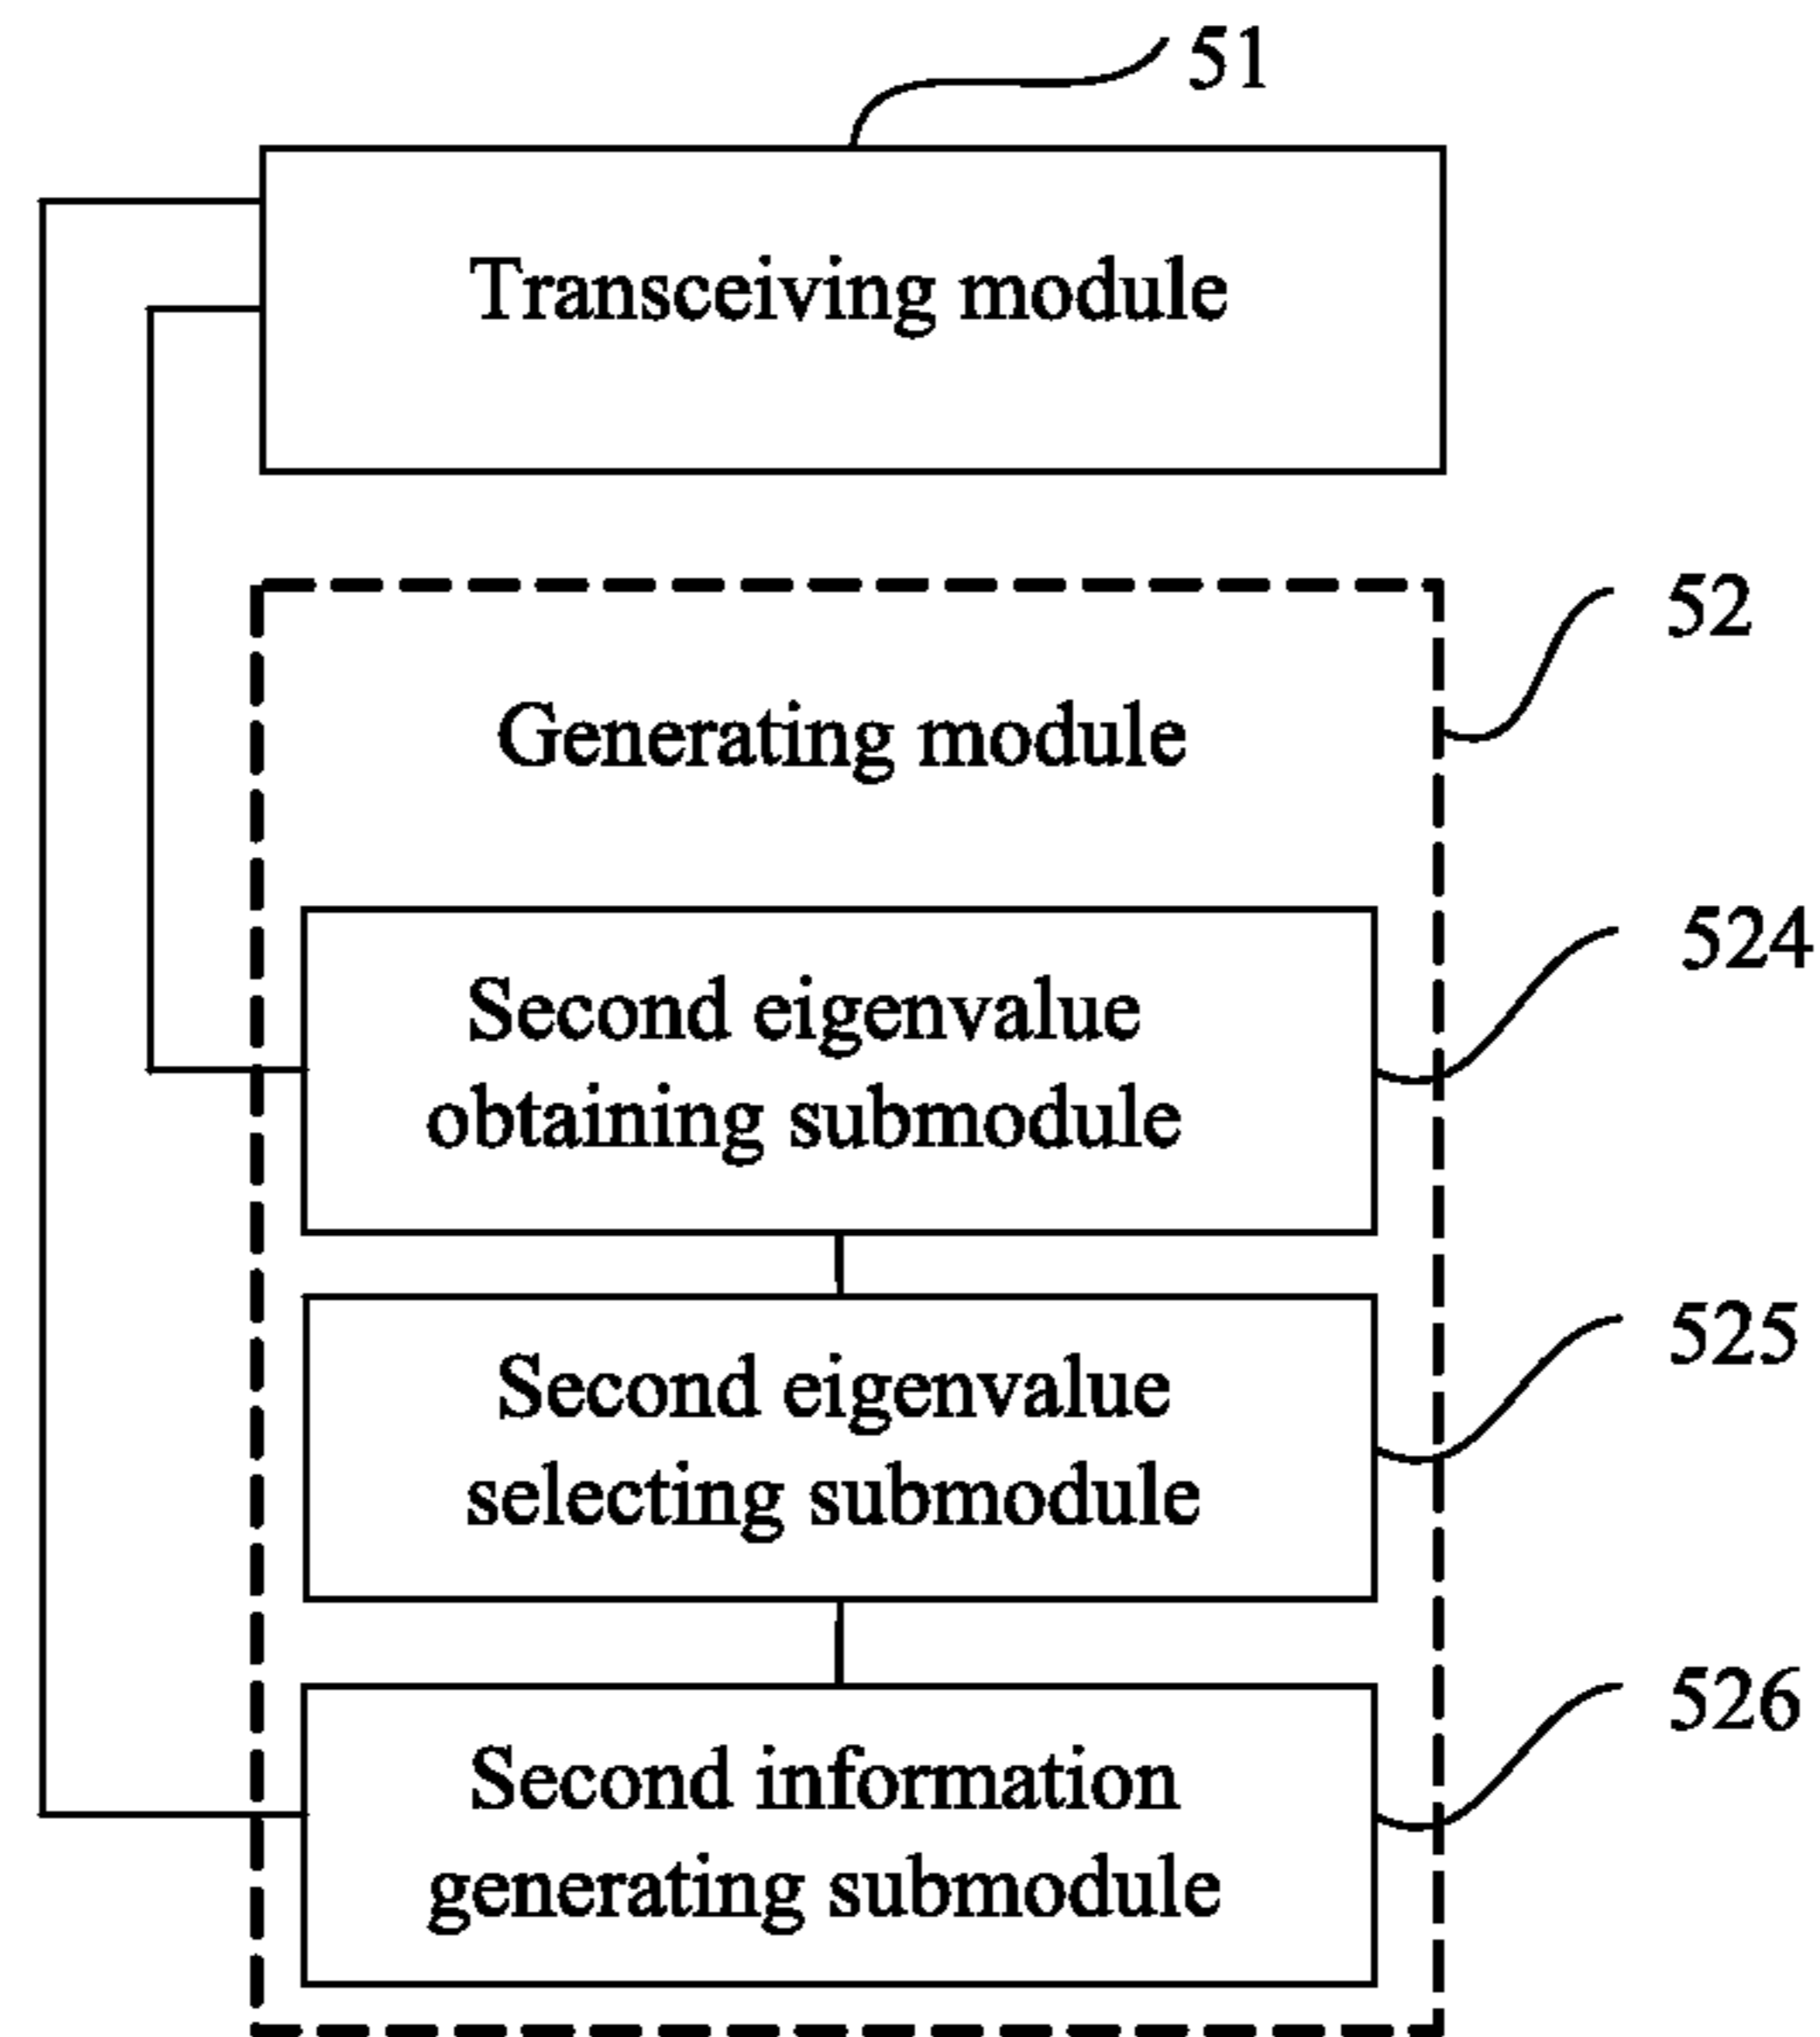 51
Transceiving module
52
Generating module
524
Second eigenvalue
obtaining submodule
525
Second eigenvalue
selecting submodule
526
Second information
generating submodule